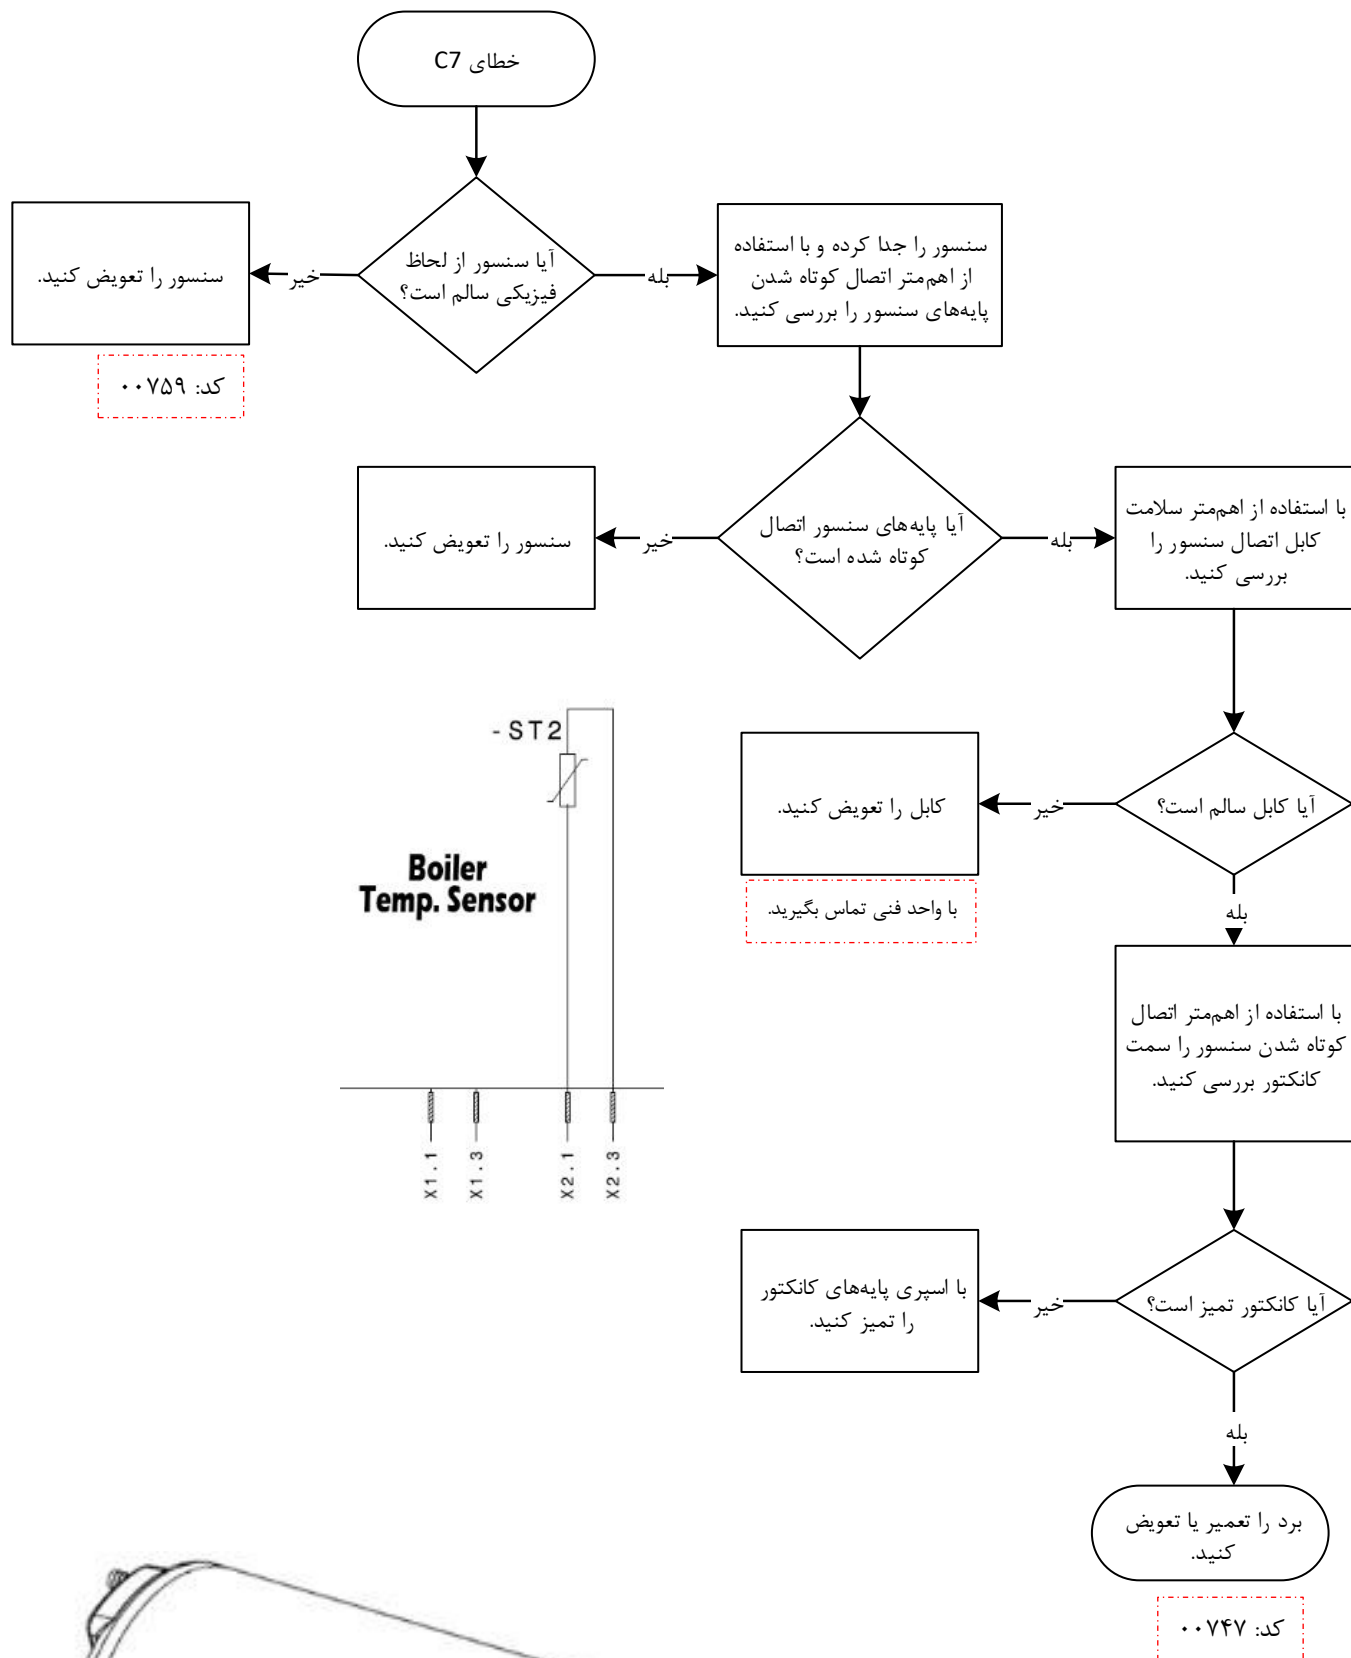 خطای C7
آیا سنسور از لحاظ
فیزیکی سالم است؟
خیر
سنسور را تعویض کنید.
کد: ۰۰۷۵۹
بله
سنسور را جدا کرده و با استفاده
از اهم‌متر اتصال کوتاه شدن
پایه‌های سنسور را بررسی کنید.
آیا پایه‌های سنسور اتصال
کوتاه شده است؟
خیر
سنسور را تعویض کنید.
بله
با استفاده از اهم‌متر سلامت
کابل اتصال سنسور را
بررسی کنید.
آیا کابل سالم است؟
خیر
کابل را تعویض کنید.
با واحد فنی تماس بگیرید.
بله
با استفاده از اهم‌متر اتصال
کوتاه شدن سنسور را سمت
کانکتور بررسی کنید.
آیا کانکتور تمیز است؟
خیر
با اسپری پایه‌های کانکتور
را تمیز کنید.
بله
برد را تعمیر یا تعویض
کنید.
کد: ۰۰۷۴۷
-ST2
Boiler
Temp. Sensor
X1.1
X1.3
X2.1
X2.3